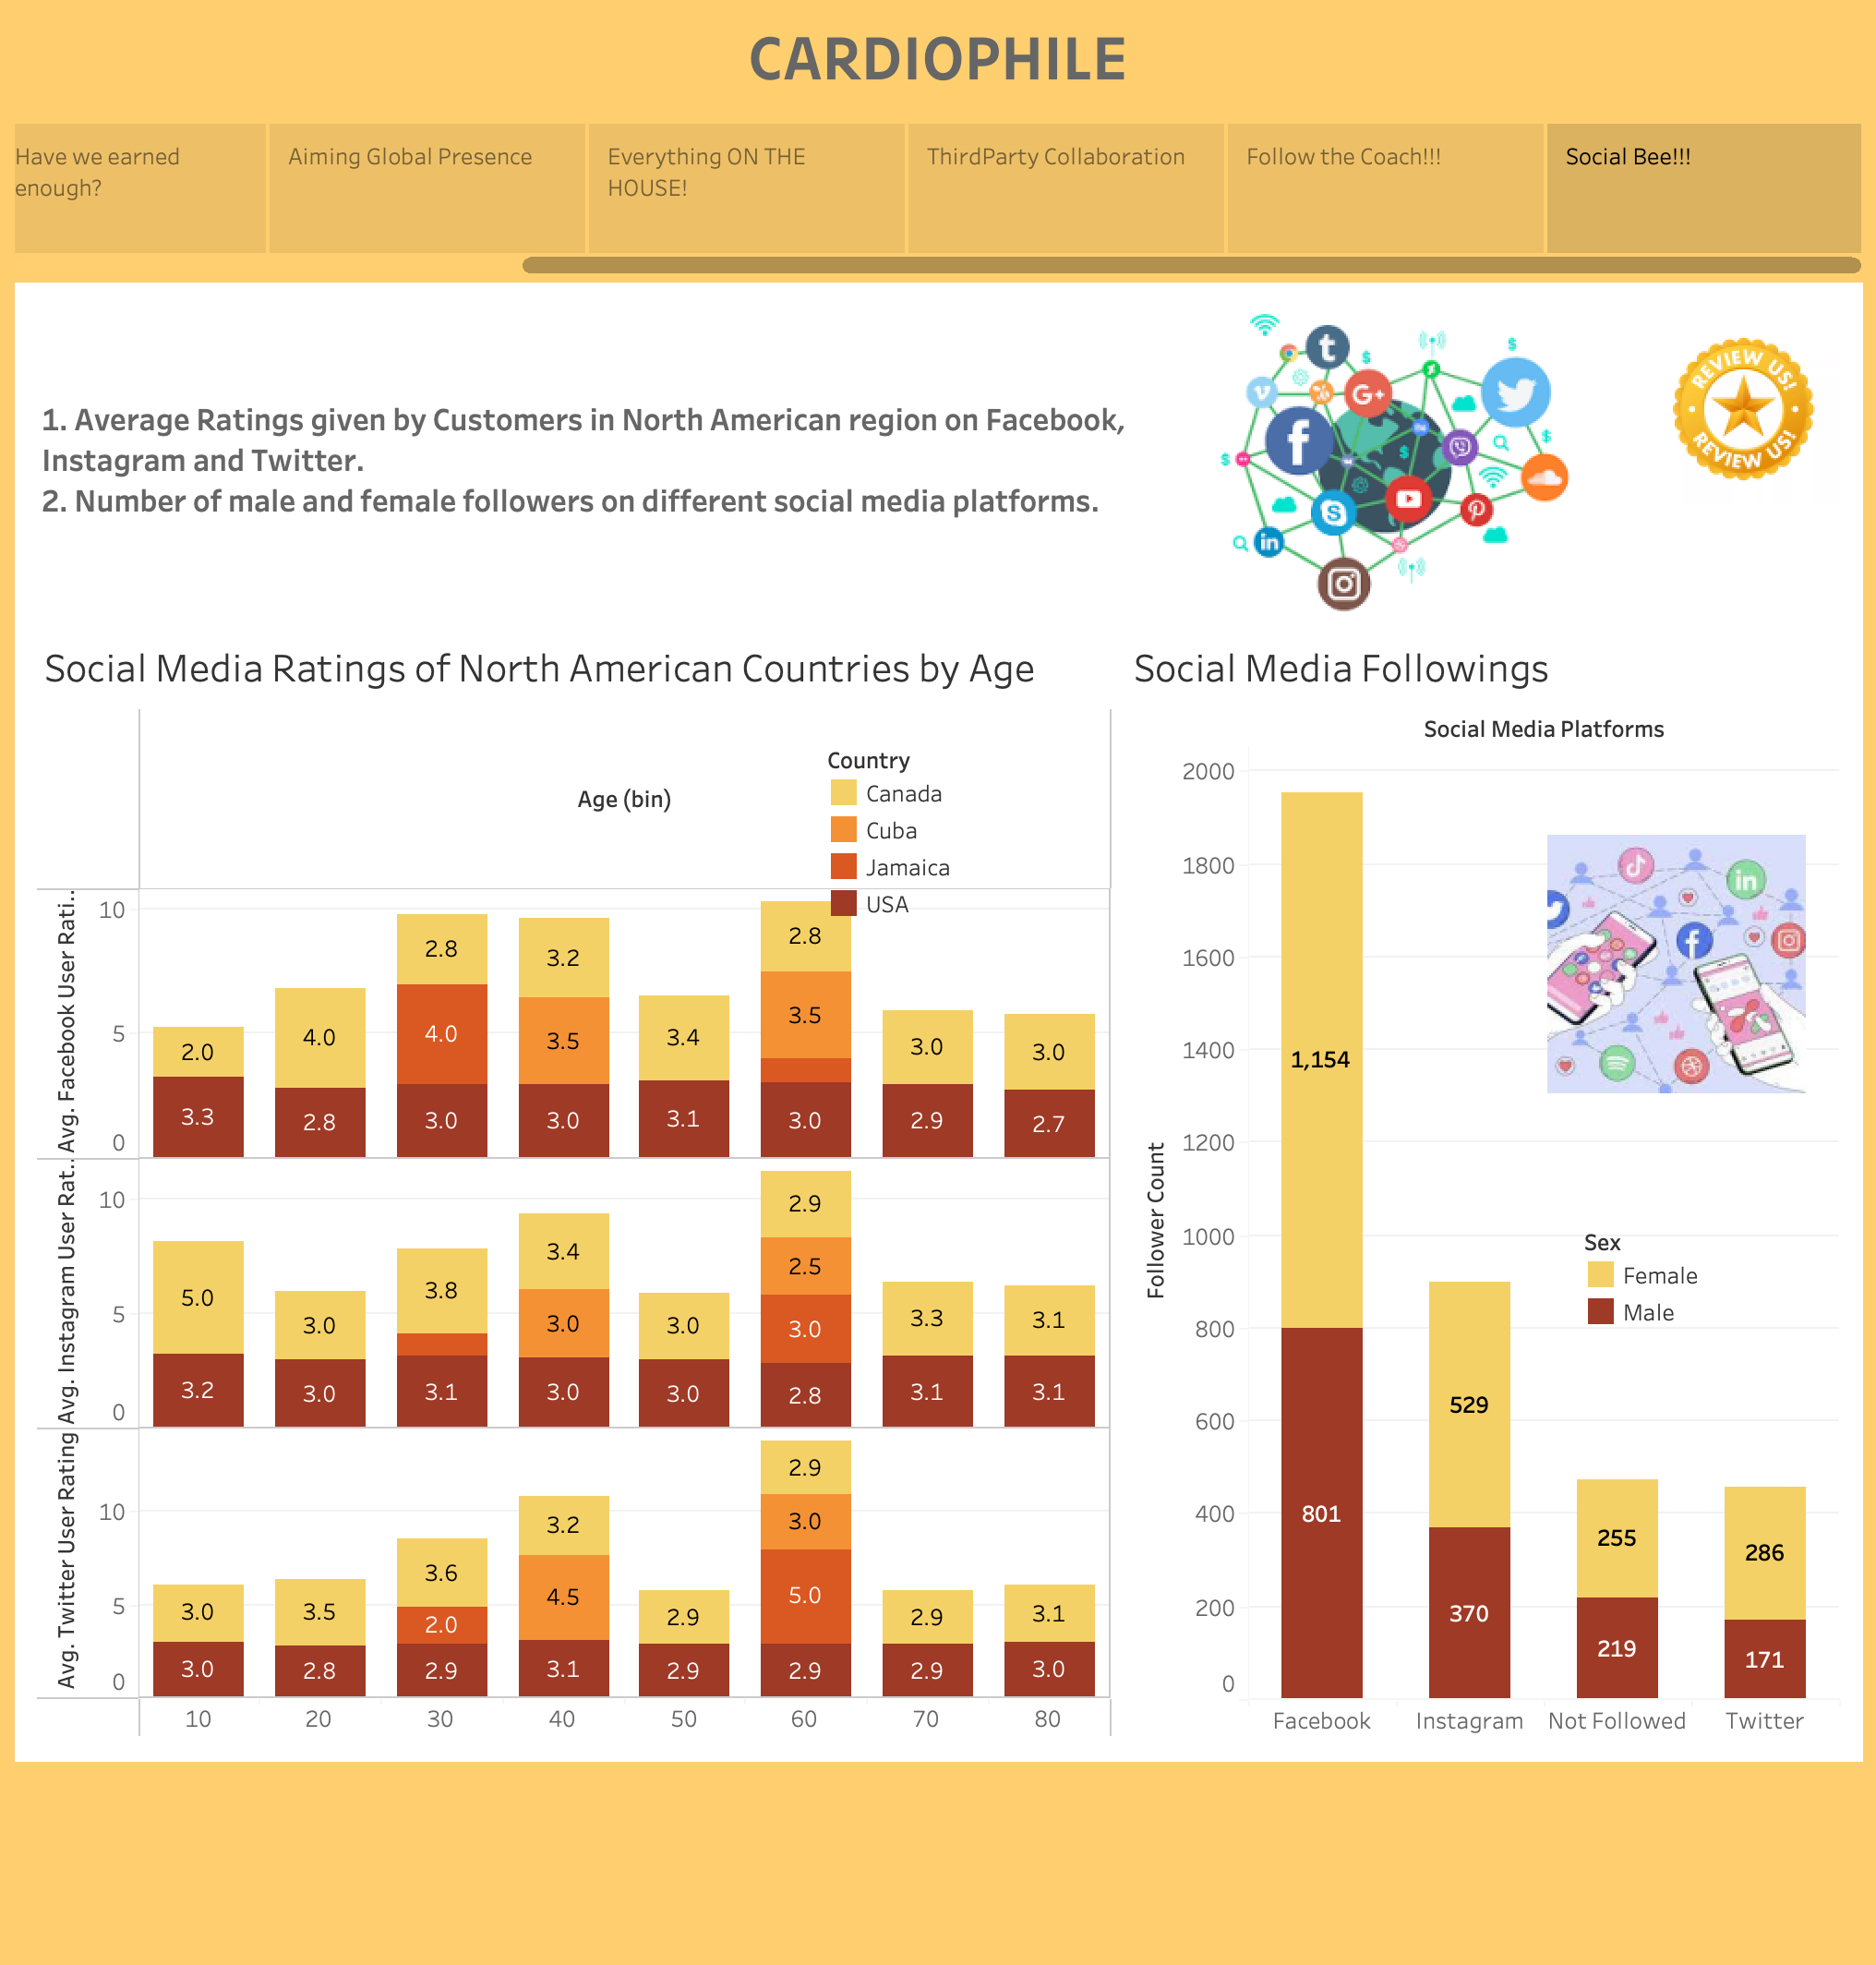 CARDIOPHILE
Have we earned
enough?
Aiming Global Presence
Everything ON THE
HOUSE!
ThirdParty Collaboration
Follow the Coach!!!
Social Bee!!!
1. Average Ratings given by Customers in North American region on Facebook,
Instagram and Twitter.
2. Number of male and female followers on different social media platforms.
REVIEW US!
REVIEW US!
Social Media Ratings of North American Countries by Age
Age (bin)
Country
Canada
Cuba
Jamaica
USA
Avg. Facebook User Rati..
10
5
0
2.0 4.0 2.8 3.2 3.4 2.8 3.0 3.0
4.0 3.5 3.5
3.3 2.8 3.0 3.0 3.1 3.0 2.9 2.7
Avg. Instagram User Rat..
10
5
0
5.0 3.0 3.8 3.4 3.0 2.9 3.3 3.1
3.0 2.5
3.0
3.2 3.0 3.1 3.0 3.0 2.8 3.1 3.1
Avg. Twitter User Rating
10
5
0
3.0 3.5 3.6 3.2 2.9 2.9 2.9 3.1
2.0 4.5 3.0
5.0
3.0 2.8 2.9 3.1 2.9 2.9 2.9 3.0
10 20 30 40 50 60 70 80
Social Media Followings
Social Media Platforms
Follower Count
2000
1800
1600
1400
1200
1000
800
600
400
200
0
1,154
801
529
370
255
219
286
171
Sex
Female
Male
Facebook Instagram Not Followed Twitter